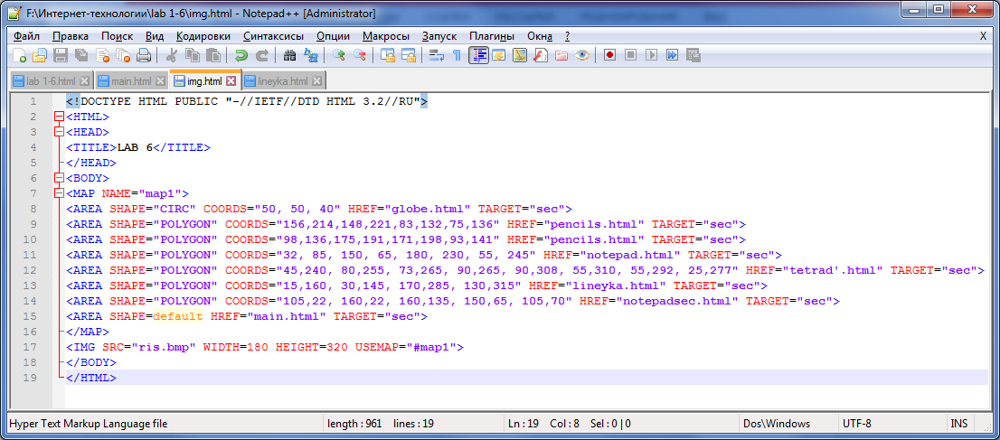 F:\Интернет-технологии\lab 1-6\img.html - Notepad++ [Administrator]
Файл Правка Поиск Вид Кодировки Синтаксисы Опции Макросы Запуск Плагины Окна ? X
lab 1-6.html main.html img.html lineyka.html
1 <!DOCTYPE HTML PUBLIC "-//IETF//DTD HTML 3.2//RU">
2 <HTML>
3 <HEAD>
4 <TITLE>LAB 6</TITLE>
5 </HEAD>
6 <BODY>
7 <MAP NAME="map1">
8 <AREA SHAPE="CIRC" COORDS="50, 50, 40" HREF="globe.html" TARGET="sec">
9 <AREA SHAPE="POLYGON" COORDS="156,214,148,221,83,132,75,136" HREF="pencils.html" TARGET="sec">
10 <AREA SHAPE="POLYGON" COORDS="98,136,175,191,171,198,93,141" HREF="pencils.html" TARGET="sec">
11 <AREA SHAPE="POLYGON" COORDS="32, 85, 150, 65, 180, 230, 55, 245" HREF="notepad.html" TARGET="sec">
12 <AREA SHAPE="POLYGON" COORDS="45,240, 80,255, 73,265, 90,265, 90,308, 55,310, 55,292, 25,277" HREF="tetrad'.html" TARGET="sec">
13 <AREA SHAPE="POLYGON" COORDS="15,160, 30,145, 170,285, 130,315" HREF="lineyka.html" TARGET="sec">
14 <AREA SHAPE="POLYGON" COORDS="105,22, 160,22, 160,135, 150,65, 105,70" HREF="notepadsec.html" TARGET="sec">
15 <AREA SHAPE=default HREF="main.html" TARGET="sec">
16 </MAP>
17 <IMG SRC="ris.bmp" WIDTH=180 HEIGHT=320 USEMAP="#map1">
18 </BODY>
19 </HTML>
Hyper Text Markup Language file length : 961 lines : 19 Ln : 19 Col : 8 Sel : 0 | 0 Dos\Windows UTF-8 INS